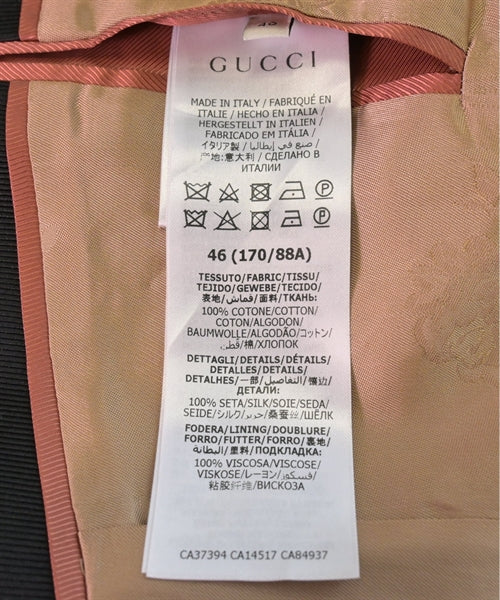 GUCCI
MADE IN ITALY / FABRIQUÉ EN
ITALIE / HECHO EN ITALIA /
HERGESTELLT IN ITALIEN /
FABRICADO EM ITÁLIA /
イタリア製 / صنع في إيطاليا /
地:意大利 / СДЕЛАНО В
ИТАЛИИ
46 (170/88A)
TESSUTO/FABRIC/TISSU/
TEJIDO/GEWEBE/TECIDO/
表地/قماش/面料/ТКАНЬ:
100% COTONE/COTTON/
COTON/ALGODON/
BAUMWOLLE/ALGODÃO/コットン/
قطن/棉/ХЛОПОК
DETTAGLI/DETAILS/DÉTAILS/
DETALLES/DETAILS/
DETALHES/一部/التفاصيل/镶边/
ДЕТАЛИ:
100% SETA/SILK/SOIE/SEDA/
SEIDE/シルク/حرير/桑蚕丝/ШЁЛК
FODERA/LINING/DOUBLURE/
FORRO/FUTTER/FORRO/裏地/
البطانة/里料/ПОДКЛАДКА:
100% VISCOSA/VISCOSE/
VISKOSE/レーヨン/فسكوز/
粘胶纤维/ВИСКОЗА
CA37394 CA14517 CA84937